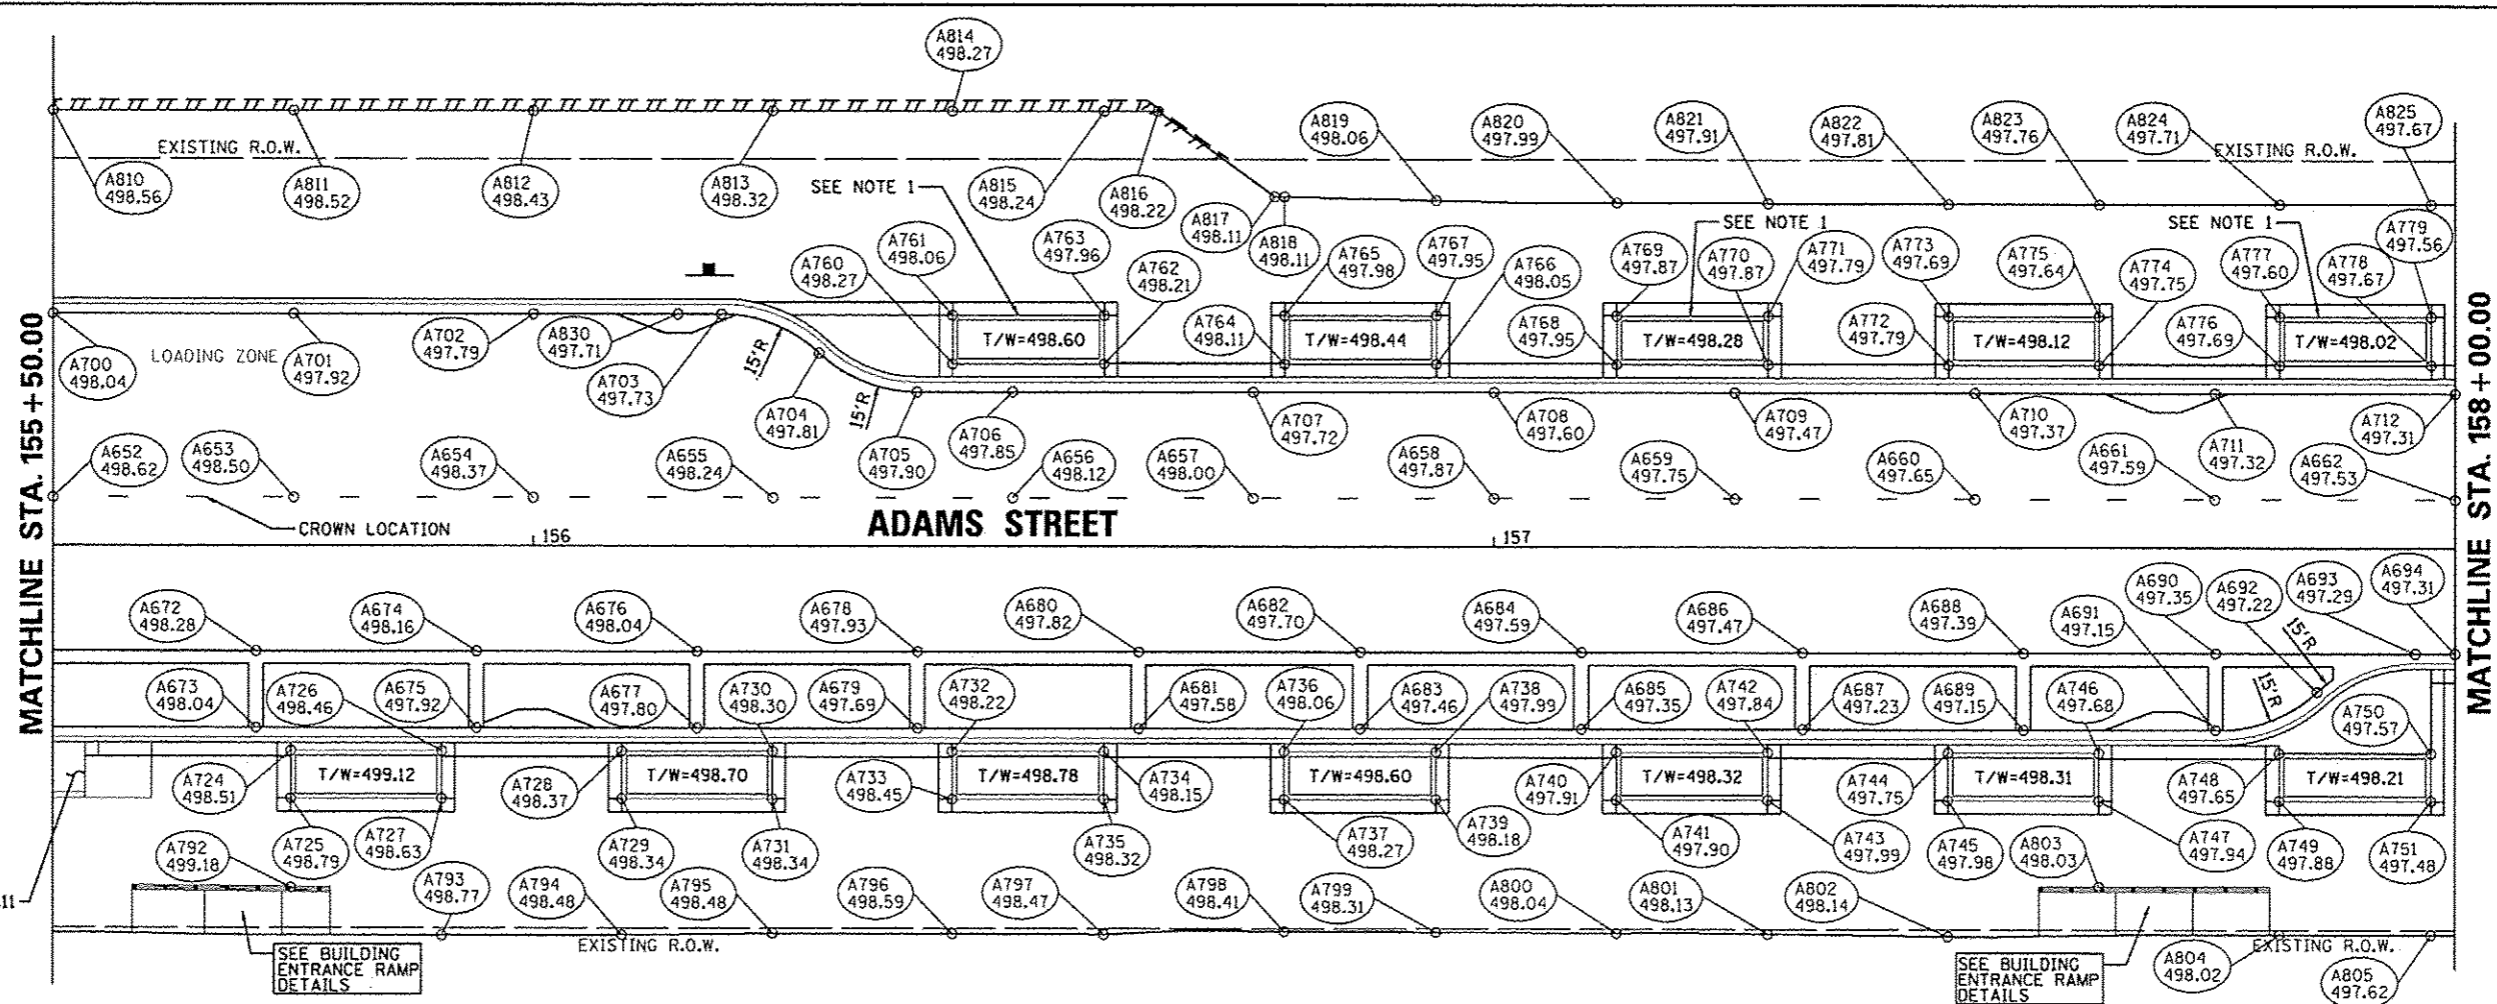 A814
498.27
A819
498.06
A820
497.99
A821
497.91
A822
497.81
A823
497.76
A824
497.71
A825
497.67
EXISTING R.O.W.
EXISTING R.O.W.
A810
498.56
A811
498.52
A812
498.43
A813
498.32
SEE NOTE 1
A815
498.24
A816
498.22
A817
498.11
A818
498.11
SEE NOTE 1
SEE NOTE 1
A760
498.27
A761
498.06
A763
497.96
A762
498.21
A765
497.98
A767
497.95
A766
498.05
A769
497.87
A770
497.87
A771
497.79
A773
497.69
A775
497.64
A774
497.75
A777
497.60
A778
497.67
A779
497.56
MATCHLINE STA. 155+50.00
A700
498.04
LOADING ZONE
A701
497.92
A702
497.79
A830
497.71
A703
497.73
15'R
A704
497.81
15'R
T/W=498.60
A764
498.11
T/W=498.44
A768
497.95
T/W=498.28
A772
497.79
T/W=498.12
A776
497.69
T/W=498.02
MATCHLINE STA. 158+00.00
A705
497.90
A706
497.85
A707
497.72
A708
497.60
A709
497.47
A710
497.37
A711
497.32
A712
497.31
A652
498.62
A653
498.50
A654
498.37
A655
498.24
A656
498.12
A657
498.00
A658
497.87
A659
497.75
A660
497.65
A661
497.59
A662
497.53
CROWN LOCATION
156
ADAMS STREET
157
A672
498.28
A674
498.16
A676
498.04
A678
497.93
A680
497.82
A682
497.70
A684
497.59
A686
497.47
A688
497.39
A691
497.15
A690
497.35
A692
497.22
A693
497.29
A694
497.31
15'R
15'R
A673
498.04
A726
498.46
A675
497.92
A677
497.80
A730
498.30
A679
497.69
A732
498.22
A681
497.58
A736
498.06
A683
497.46
A738
497.99
A685
497.35
A742
497.84
A687
497.23
A689
497.15
A746
497.68
A750
497.57
A724
498.51
T/W=499.12
A728
498.37
T/W=498.70
A733
498.45
T/W=498.78
A734
498.15
T/W=498.60
A740
497.91
T/W=498.32
A744
497.75
T/W=498.31
A748
497.65
T/W=498.21
A792
499.18
A725
498.79
A727
498.63
A729
498.34
A731
498.34
A735
498.32
A737
498.27
A739
498.18
A741
497.90
A743
497.99
A745
497.98
A803
498.03
A747
497.94
A749
497.88
A751
497.48
11
A793
498.77
A794
498.48
A795
498.48
A796
498.59
A797
498.47
A798
498.41
A799
498.31
A800
498.04
A801
498.13
A802
498.14
EXISTING R.O.W.
EXISTING R.O.W.
SEE BUILDING
ENTRANCE RAMP
DETAILS
SEE BUILDING
ENTRANCE RAMP
DETAILS
A804
498.02
A805
497.62